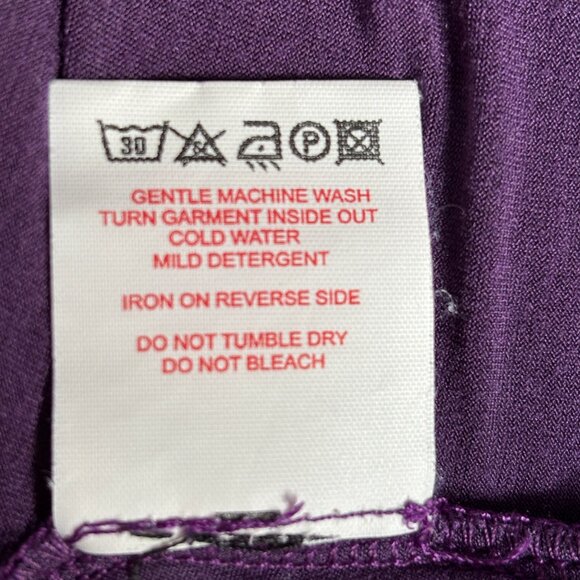 30 P
GENTLE MACHINE WASH
TURN GARMENT INSIDE OUT
COLD WATER
MILD DETERGENT
IRON ON REVERSE SIDE
DO NOT TUMBLE DRY
DO NOT BLEACH